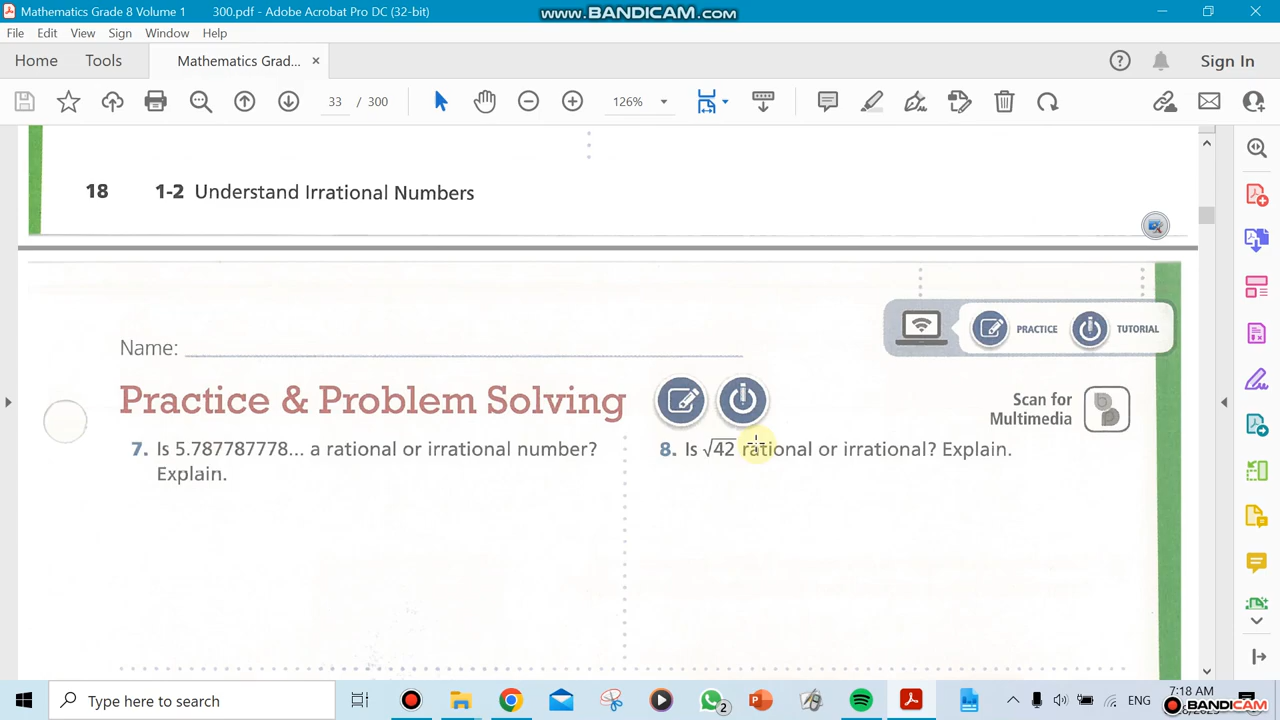 Mathematics Grade 8 Volume 1 300.pdf - Adobe Acrobat Pro DC (32-bit)
www.BANDICAM.com
File Edit View Sign Window Help
Home Tools Mathematics Grad... × Sign In
33 / 300 126%
18 1-2 Understand Irrational Numbers
PRACTICE TUTORIAL
Name:
Practice & Problem Solving
Scan for
Multimedia
7. Is 5.787787778... a rational or irrational number?
Explain.
8. Is √42 rational or irrational? Explain.
Type here to search
2
ENG
7:18 AM
BANDICAM